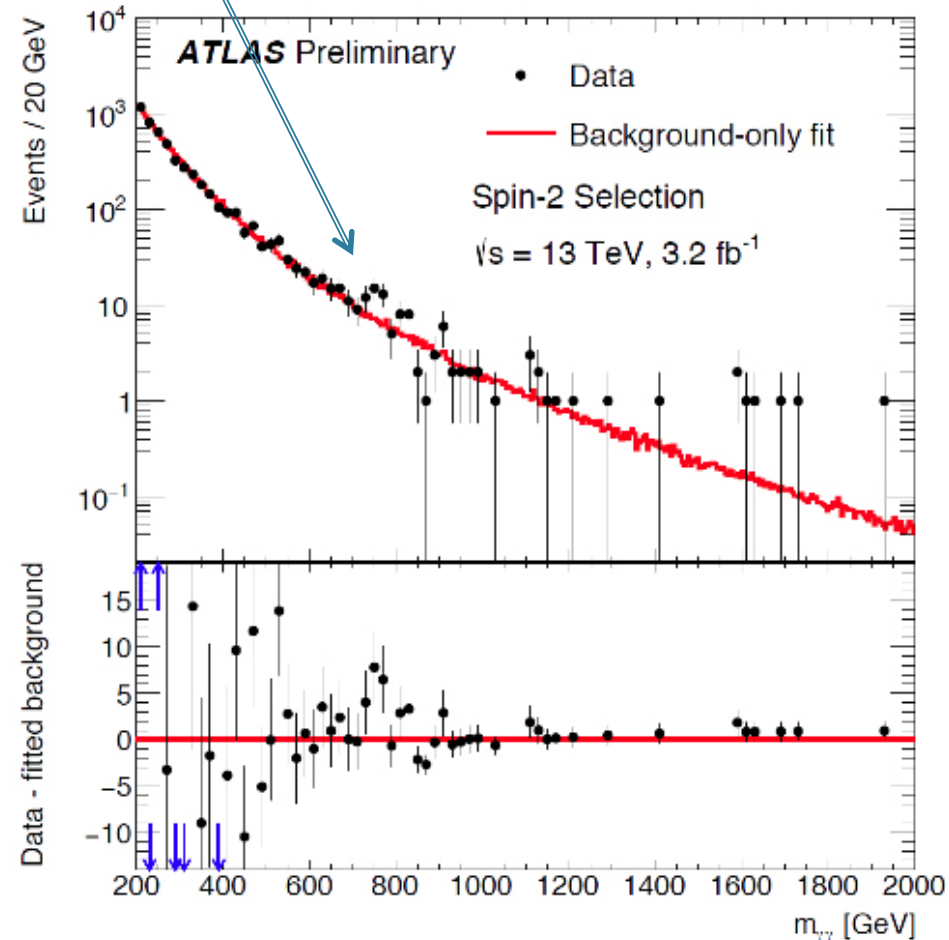 ATLAS Preliminary
Data
Background-only fit
Spin-2 Selection
√s = 13 TeV, 3.2 fb⁻¹
Events / 20 GeV
10⁴
10³
10²
10
1
10⁻¹
Data - fitted background
15
10
5
0
−5
−10
200 400 600 800 1000 1200 1400 1600 1800 2000
m_γγ [GeV]